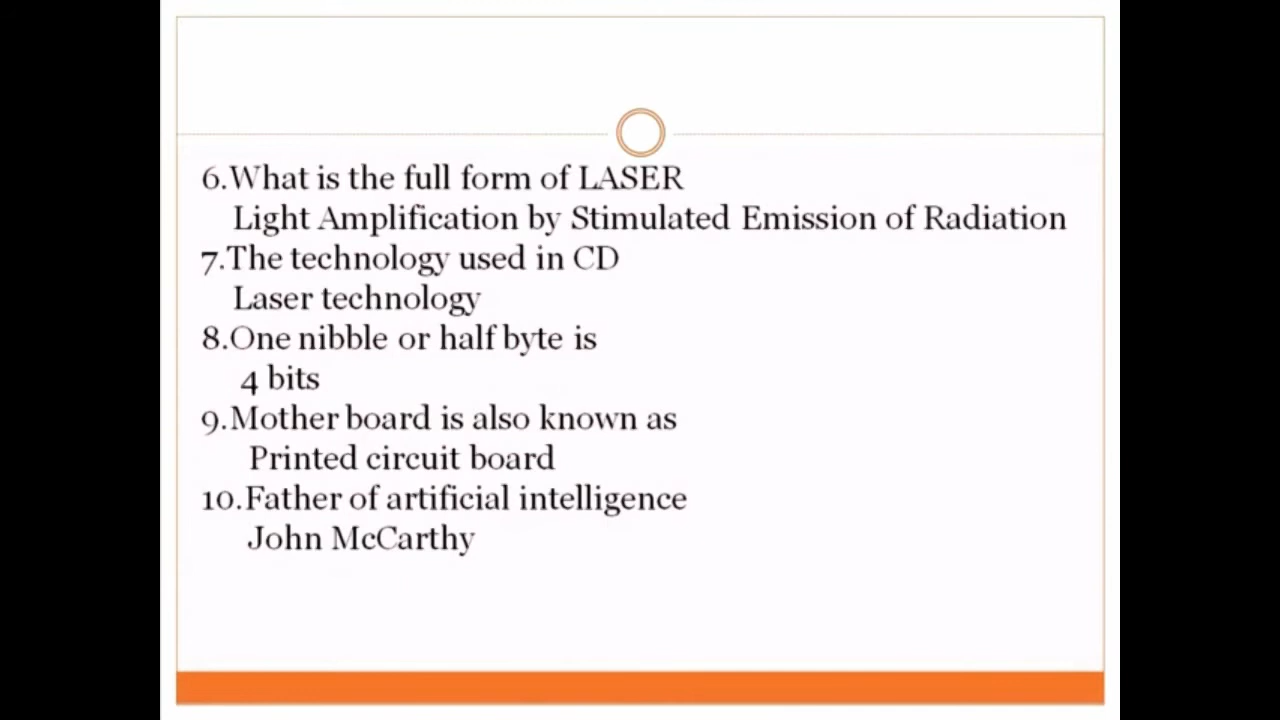 6.What is the full form of LASER
Light Amplification by Stimulated Emission of Radiation
7.The technology used in CD
Laser technology
8.One nibble or half byte is
4 bits
9.Mother board is also known as
Printed circuit board
10.Father of artificial intelligence
John McCarthy